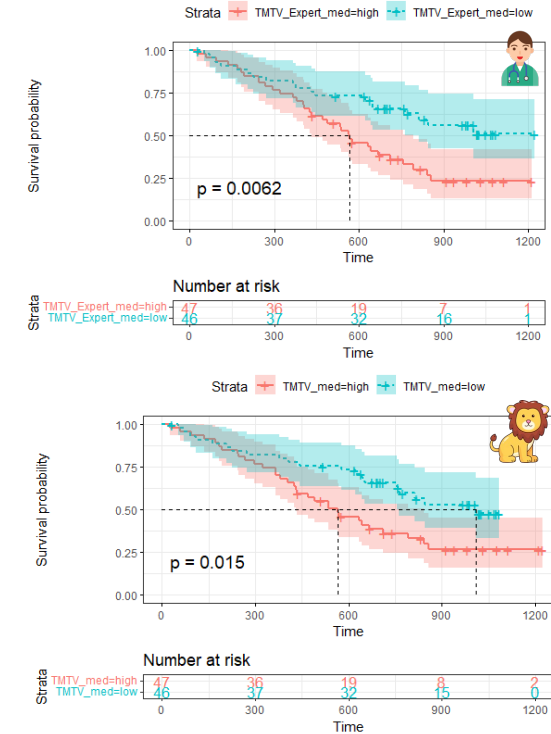 Strata TMTV_Expert_med=high TMTV_Expert_med=low
Survival probability
1.00
0.75
0.50
0.25
0.00
p = 0.0062
0 300 600 900 1200
Time
Number at risk
Strata
TMTV_Expert_med=high 47 36 19 7 1
TMTV_Expert_med=low 46 37 32 16 1
0 300 600 900 1200
Time
Strata TMTV_med=high TMTV_med=low
Survival probability
1.00
0.75
0.50
0.25
0.00
p = 0.015
0 300 600 900 1200
Time
Number at risk
Strata
TMTV_med=high 47 36 19 8 2
TMTV_med=low 46 37 32 15 0
0 300 600 900 1200
Time